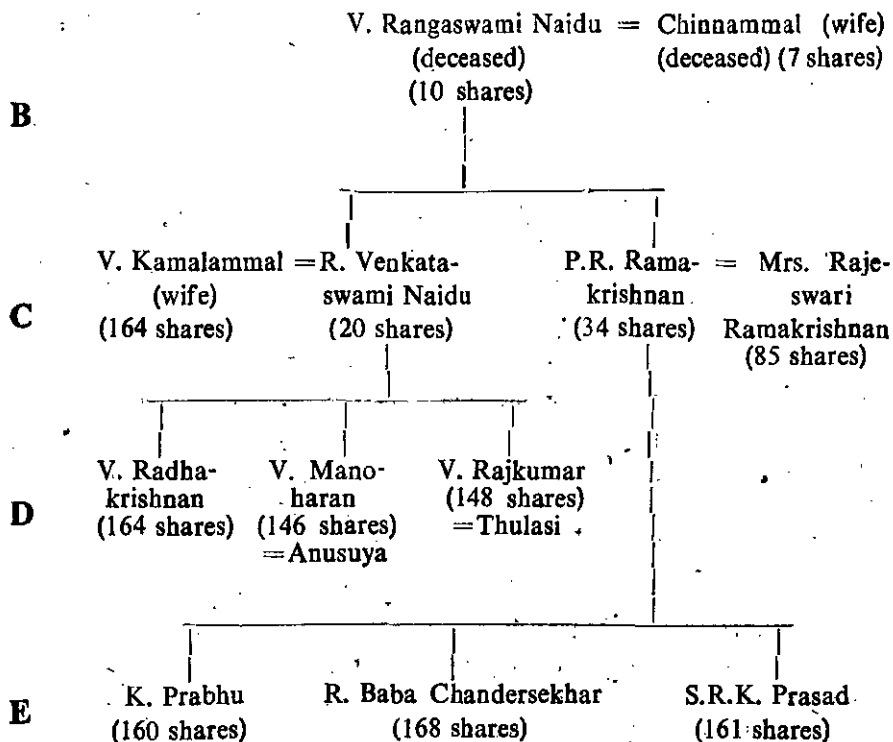 V. Rangaswami Naidu = Chinnammal (wife)
(deceased) (deceased) (7 shares)
(10 shares)
B
V. Kamalammal = R. Venkata- P.R. Rama- = Mrs. Raje-
(wife) swami Naidu krishnan swari
C
(164 shares) (20 shares) (34 shares) Ramakrishnan
(85 shares)
V. Radha- V. Mano- V. Rajkumar
krishnan haran (148 shares)
D
(164 shares) (146 shares) =Thulasi
=Anusuya
K. Prabhu R. Baba Chandersekhar S.R.K. Prasad
E
(160 shares) (168 shares) (161 shares)